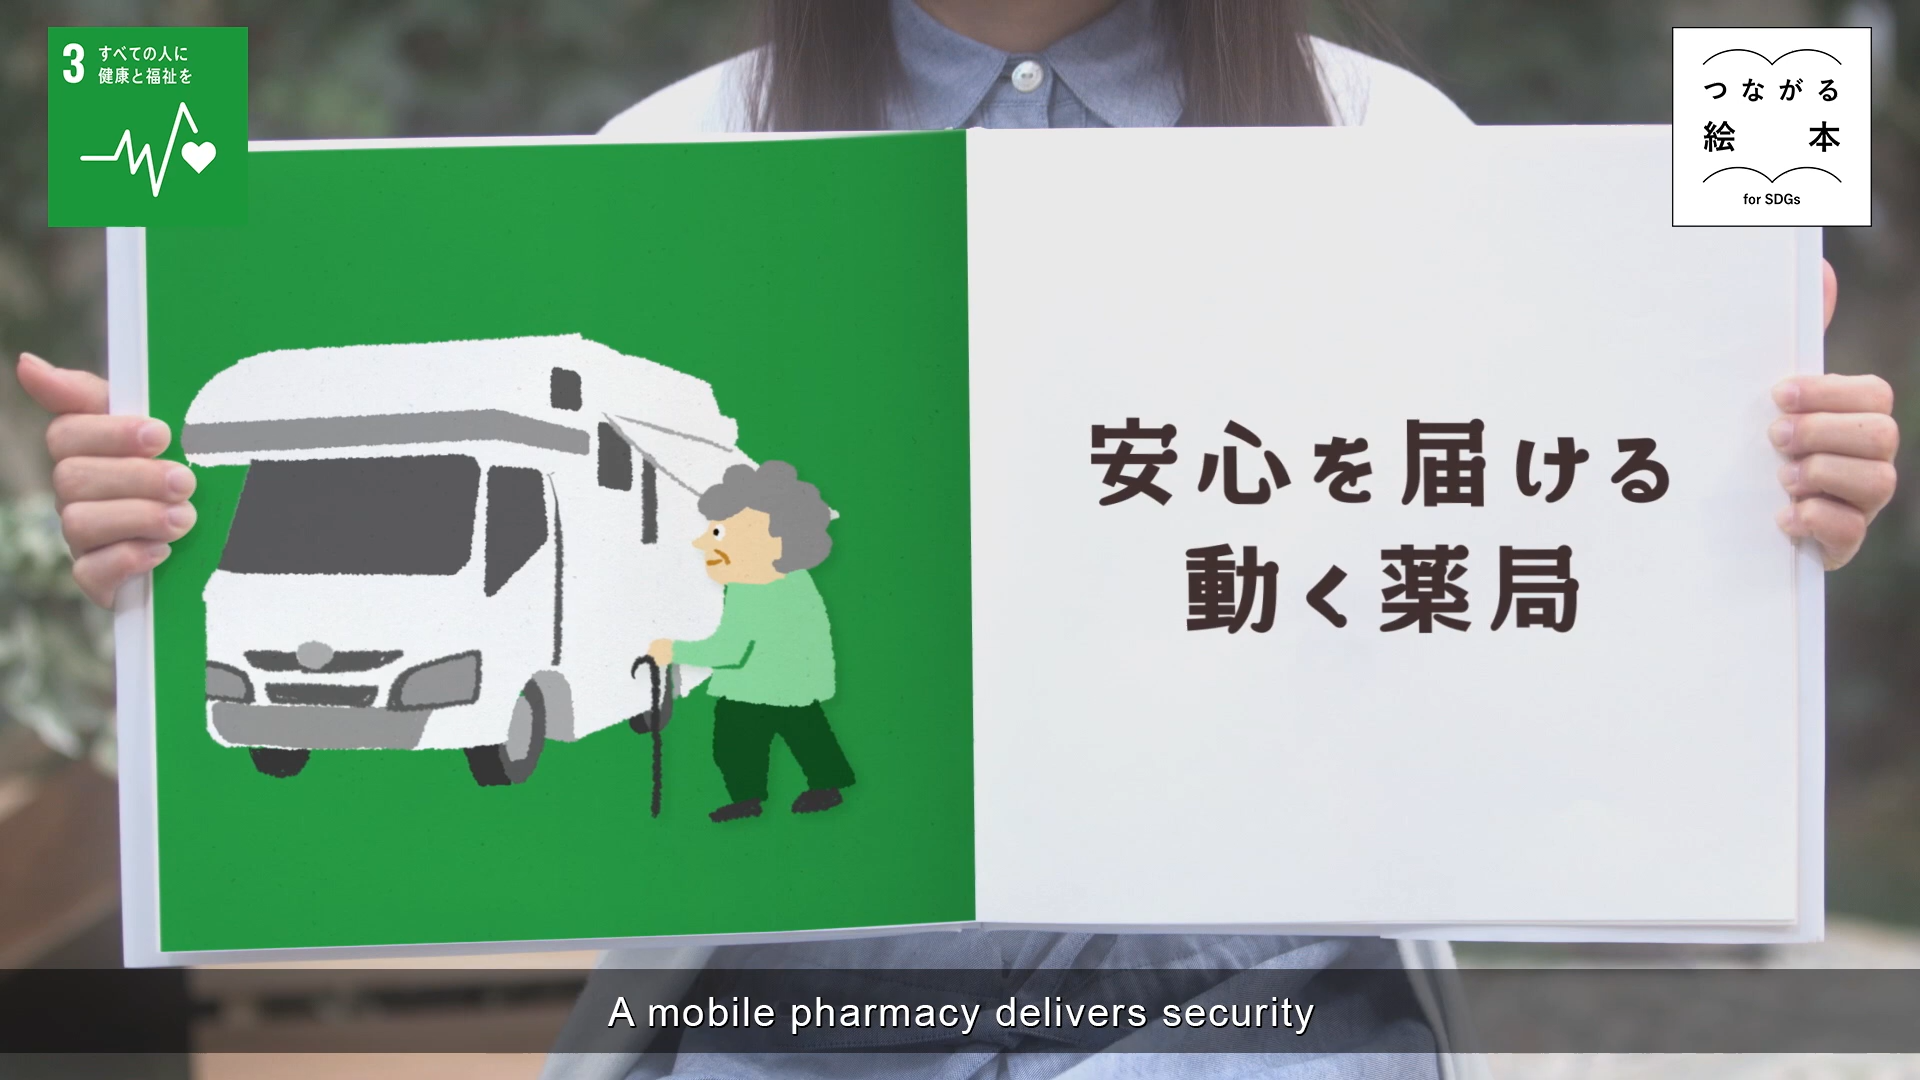 3 すべての人に
健康と福祉を
つながる
絵本
for SDGs
安心を届ける
動く薬局
A mobile pharmacy delivers security